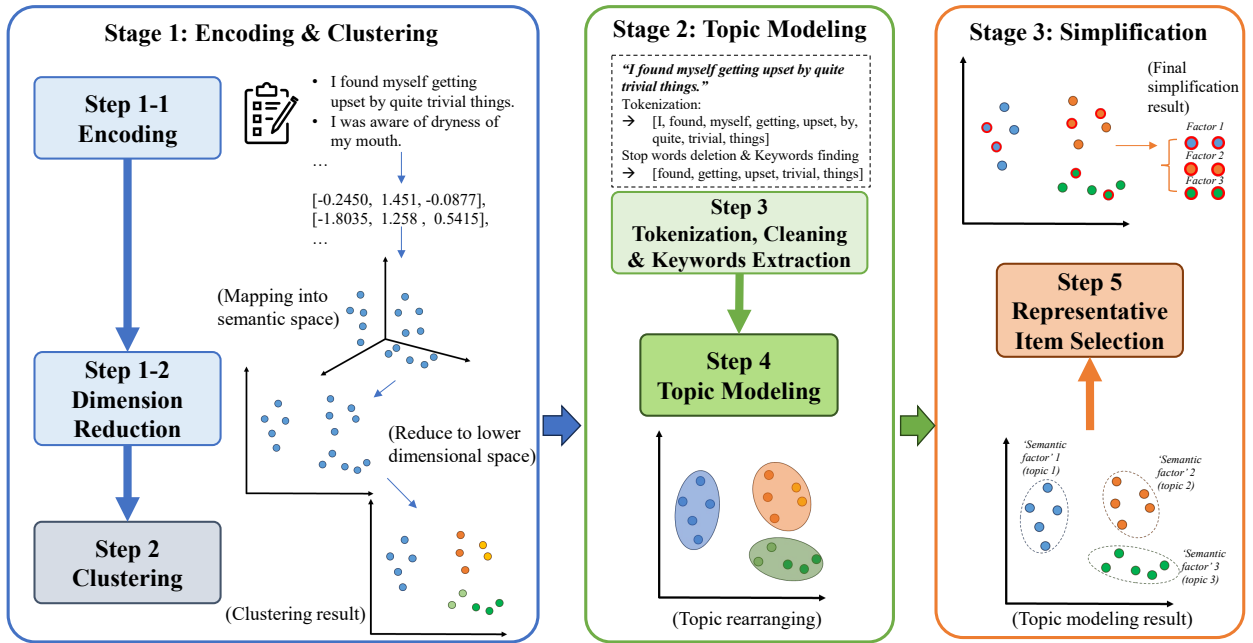 Stage 1: Encoding & Clustering
Step 1-1
Encoding
• I found myself getting
upset by quite trivial things.
• I was aware of dryness of
my mouth.
…
[-0.2450, 1.451, -0.0877],
[-1.8035, 1.258 , 0.5415],
…
(Mapping into
semantic space)
Step 1-2
Dimension
Reduction
(Reduce to lower
dimensional space)
Step 2
Clustering
(Clustering result)
Stage 2: Topic Modeling
“I found myself getting upset by quite
trivial things.”
Tokenization:
→ [I, found, myself, getting, upset, by,
quite, trivial, things]
Stop words deletion & Keywords finding
→ [found, getting, upset, trivial, things]
Step 3
Tokenization, Cleaning
& Keywords Extraction
Step 4
Topic Modeling
(Topic rearranging)
Stage 3: Simplification
(Final
simplification
result)
Factor 1
Factor 2
Factor 3
Step 5
Representative
Item Selection
‘Semantic
factor’ 1
(topic 1)
‘Semantic
factor’ 2
(topic 2)
‘Semantic
factor’ 3
(topic 3)
(Topic modeling result)